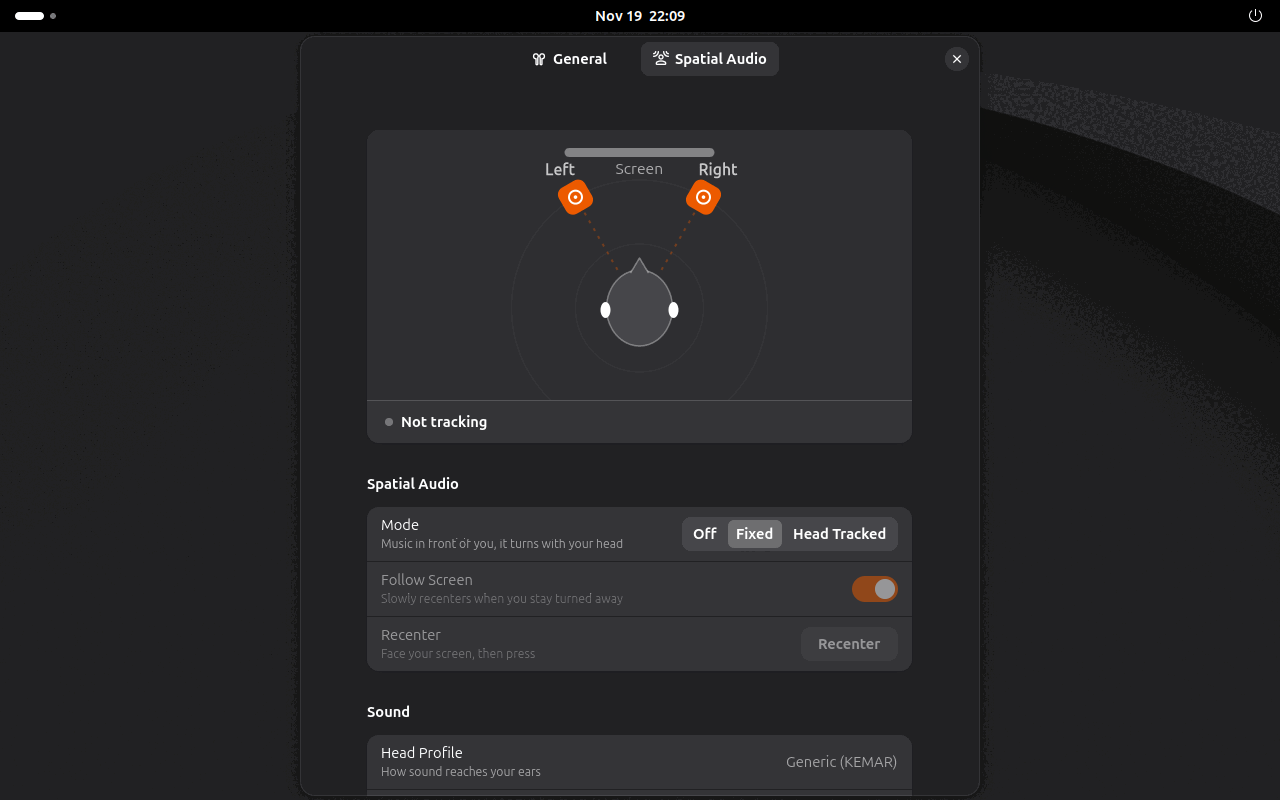 Nov 19 22:09
General
Spatial Audio
Left
Screen
Right
Not tracking
Spatial Audio
Mode
Music in front of you, it turns with your head
Off
Fixed
Head Tracked
Follow Screen
Slowly recenters when you stay turned away
Recenter
Face your screen, then press
Recenter
Sound
Head Profile
How sound reaches your ears
Generic (KEMAR)